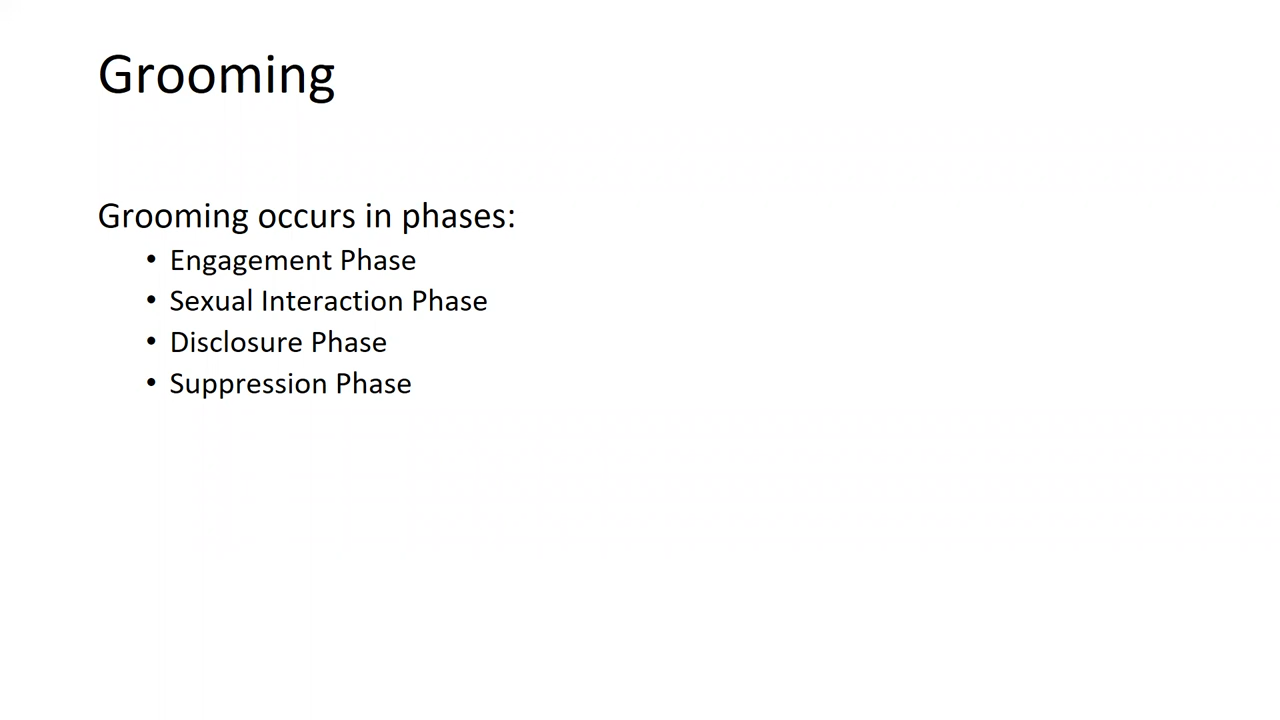 Grooming
Grooming occurs in phases:
• Engagement Phase
• Sexual Interaction Phase
• Disclosure Phase
• Suppression Phase